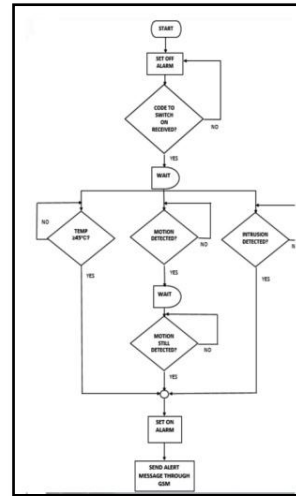 START
SET OFF
ALARM
CODE TO
SWITCH
ON
RECEIVED?
NO
YES
WAIT
NO
TEMP
≥45°C?
MOTION
DETECTED?
NO
INTRUSION
DETECTED?
N
YES
YES
YES
WAIT
MOTION
STILL
DETECTED?
NO
YES
SET ON
ALARM
SEND ALERT
MESSAGE THROUGH
GSM